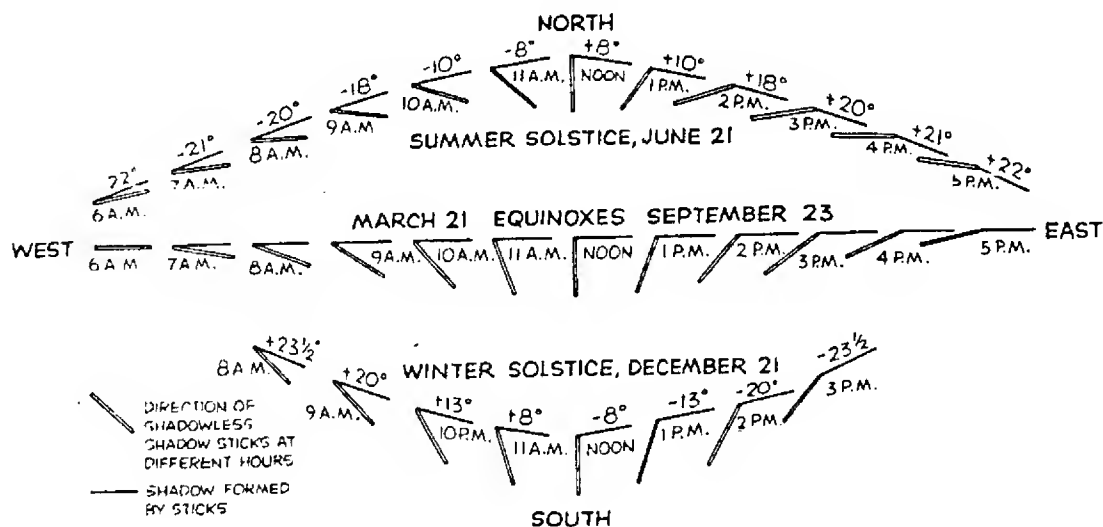 NORTH
22° -21° -20° -18° -10° -8° +8° +10° +18° +20° +21° +22°
6 A.M. 7 A.M. 8 A.M. 9 A.M 10 A.M. 11 A.M. NOON 1 P.M. 2 P.M. 3 P.M. 4 P.M. 5 P.M.
SUMMER SOLSTICE, JUNE 21
MARCH 21 EQUINOXES SEPTEMBER 23
WEST EAST
6 A M 7 A.M. 8 A.M. 9 A.M. 10 A.M. 11 A.M. NOON 1 P.M. 2 P.M. 3 P.M. 4 P.M. 5 P.M.
WINTER SOLSTICE, DECEMBER 21
+23½° +20° +13° +8° -8° -13° -20° -23½
8 A.M. 9 A.M. 10 P.M. 11 A.M. NOON 1 P.M. 2 P.M. 3 P.M.
DIRECTION OF
SHADOWLESS
SHADOW STICKS AT
DIFFERENT HOURS
SHADOW FORMED
BY STICKS
SOUTH